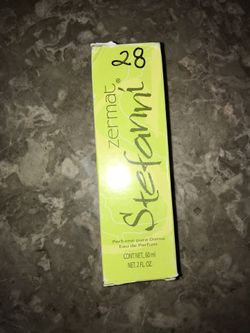 28
zermat®
Stefanni
Perfume para Dama
Eau de Parfum
CONT. NET. 60 ml
NET. 2 FL. OZ.